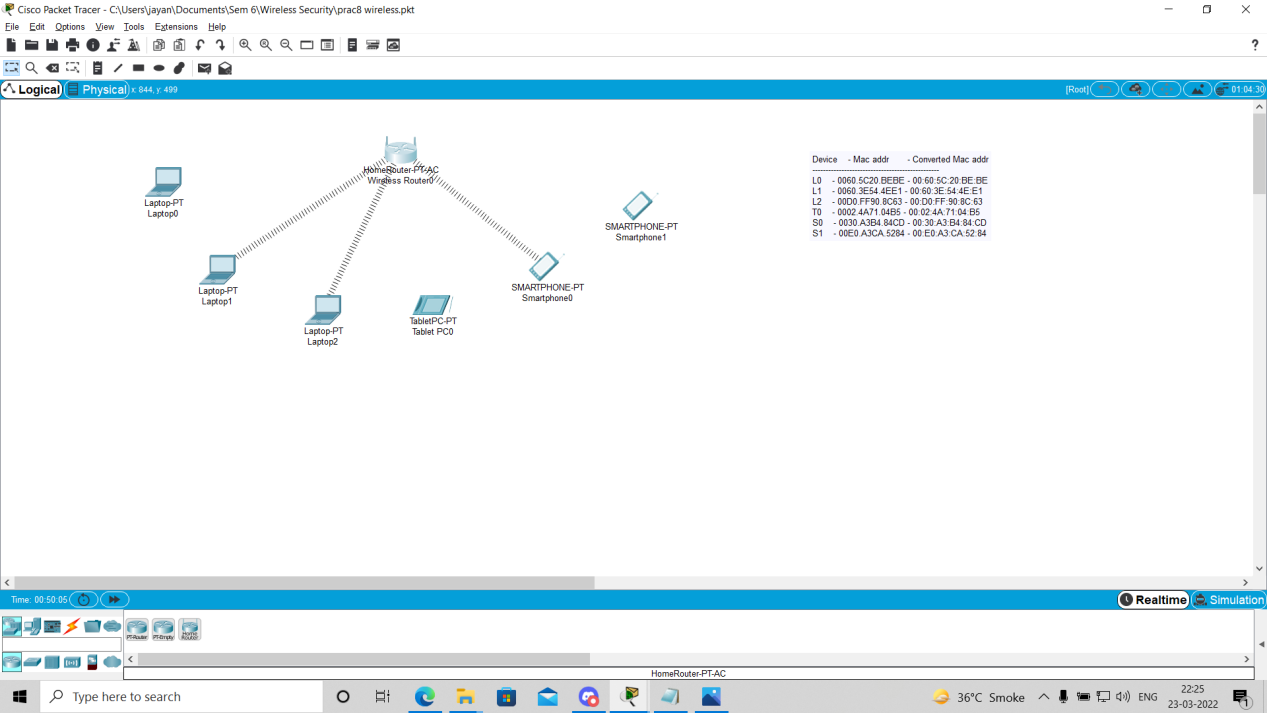 Cisco Packet Tracer - C:\Users\jayan\Documents\Sem 6\Wireless Security\prac8 wireless.pkt
File Edit Options View Tools Extensions Help
?
Logical Physical x: 844, y: 499 [Root] 01:04:30
HomeRouter-PT-AC
Wireless Router0
Laptop-PT
Laptop0
SMARTPHONE-PT
Smartphone1
Laptop-PT
Laptop1
SMARTPHONE-PT
Smartphone0
Laptop-PT
Laptop2
TabletPC-PT
Tablet PC0
Device - Mac addr - Converted Mac addr
------------------------------------------------
L0 - 0060.5C20.BEBE - 00:60:5C:20:BE:BE
L1 - 0060.3E54.4EE1 - 00:60:3E:54:4E:E1
L2 - 00D0.FF90.8C63 - 00:D0:FF:90:8C:63
T0 - 0002.4A71.04B5 - 00:02:4A:71:04:B5
S0 - 0030.A3B4.84CD - 00:30:A3:B4:84:CD
S1 - 00E0.A3CA.5284 - 00:E0:A3:CA:52:84
Time: 00:50:05 Realtime Simulation
PT-Router PT-Empty Home Router
HomeRouter-PT-AC
Type here to search
36°C Smoke ENG 22:25
23-03-2022
1